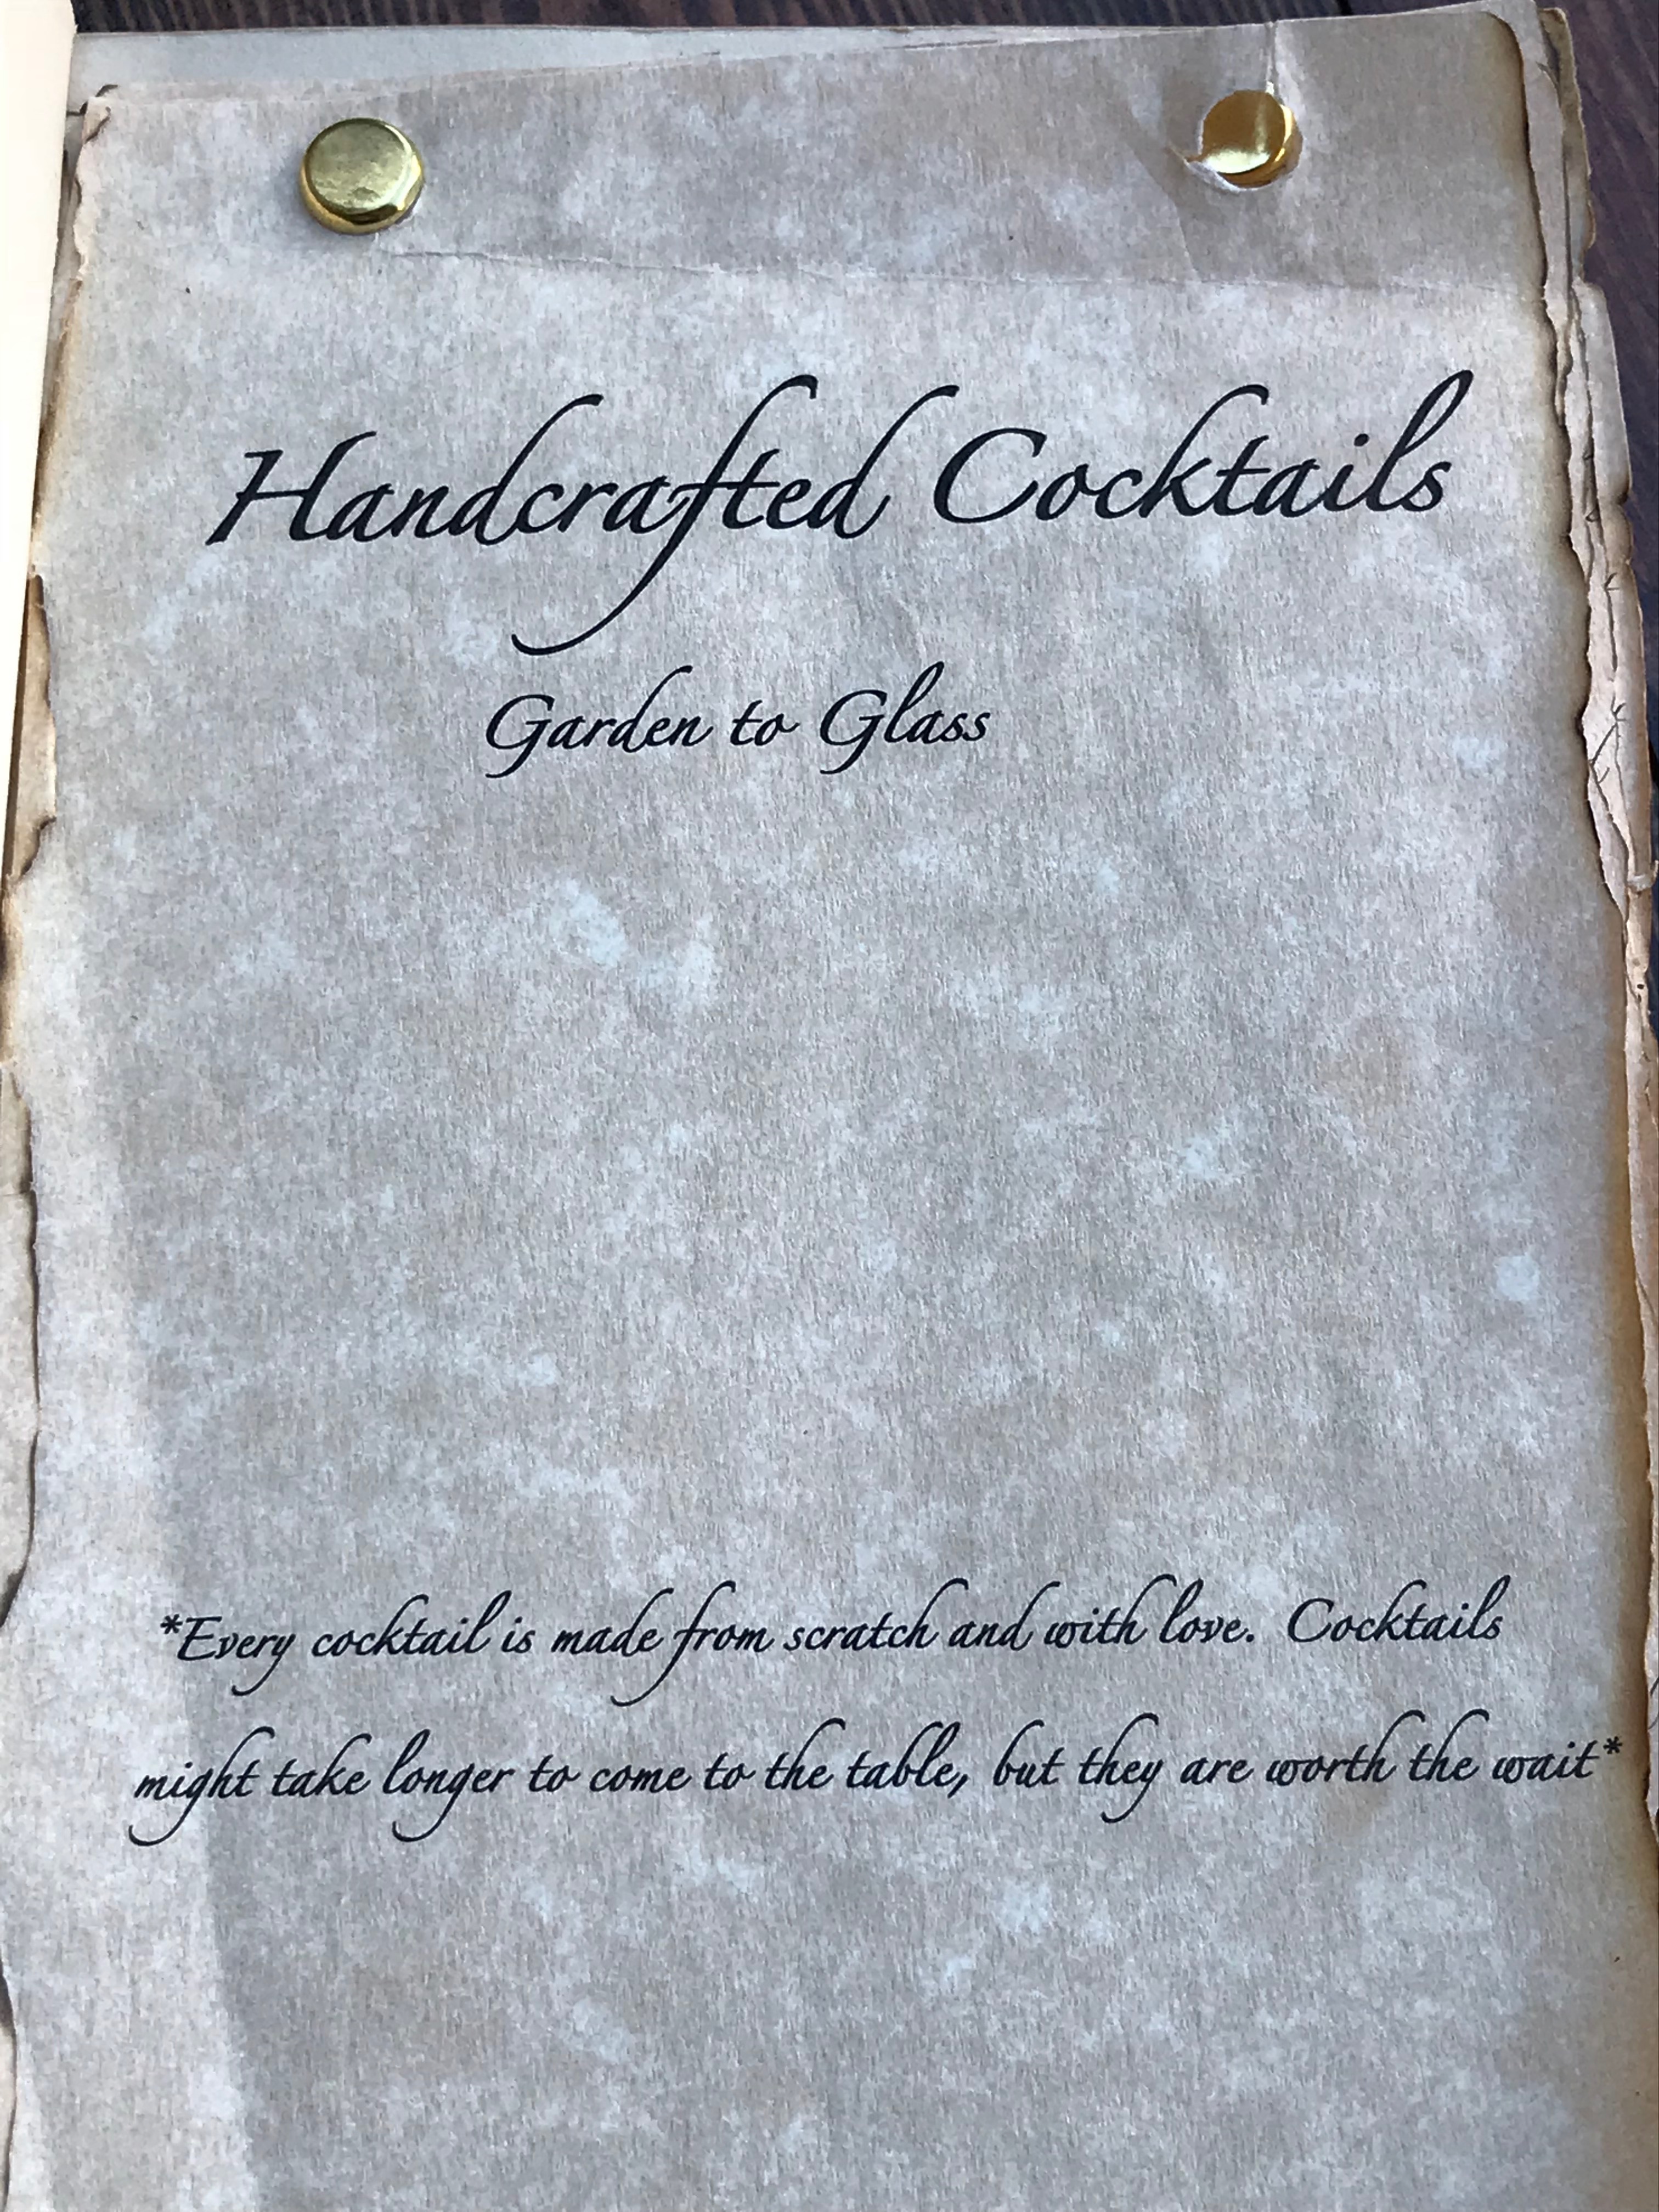 Handcrafted Cocktails
Garden to Glass
*Every cocktail is made from scratch and with love. Cocktails
might take longer to come to the table, but they are worth the wait*